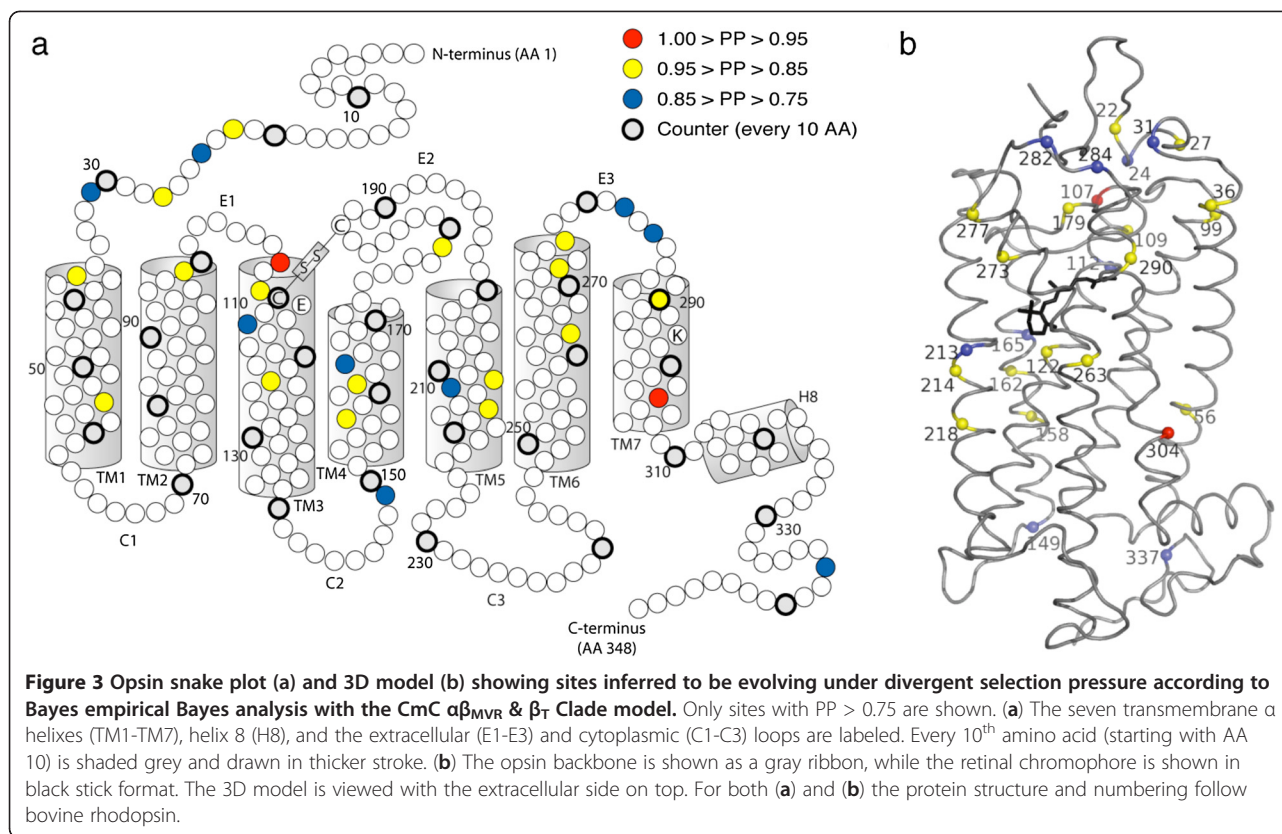 a
N-terminus (AA 1)
1.00 > PP > 0.95
0.95 > PP > 0.85
0.85 > PP > 0.75
Counter (every 10 AA)
10
30
E1
E2
190
E3
C
S S
110
C
E
90
50
170
270
290
K
210
250
130
150
TM1
TM2
TM3
TM4
TM5
TM6
TM7
H8
310
70
C1
C2
230
C3
330
C-terminus
(AA 348)
b
22
31
27
282
284
24
107
36
179
99
277
109
273
11
290
165
213
122
263
214
162
56
218
158
304
149
337
Figure 3 Opsin snake plot (a) and 3D model (b) showing sites inferred to be evolving under divergent selection pressure according to
Bayes empirical Bayes analysis with the CmC αβMVR & βT Clade model. Only sites with PP > 0.75 are shown. (a) The seven transmembrane α
helixes (TM1-TM7), helix 8 (H8), and the extracellular (E1-E3) and cytoplasmic (C1-C3) loops are labeled. Every 10th amino acid (starting with AA
10) is shaded grey and drawn in thicker stroke. (b) The opsin backbone is shown as a gray ribbon, while the retinal chromophore is shown in
black stick format. The 3D model is viewed with the extracellular side on top. For both (a) and (b) the protein structure and numbering follow
bovine rhodopsin.